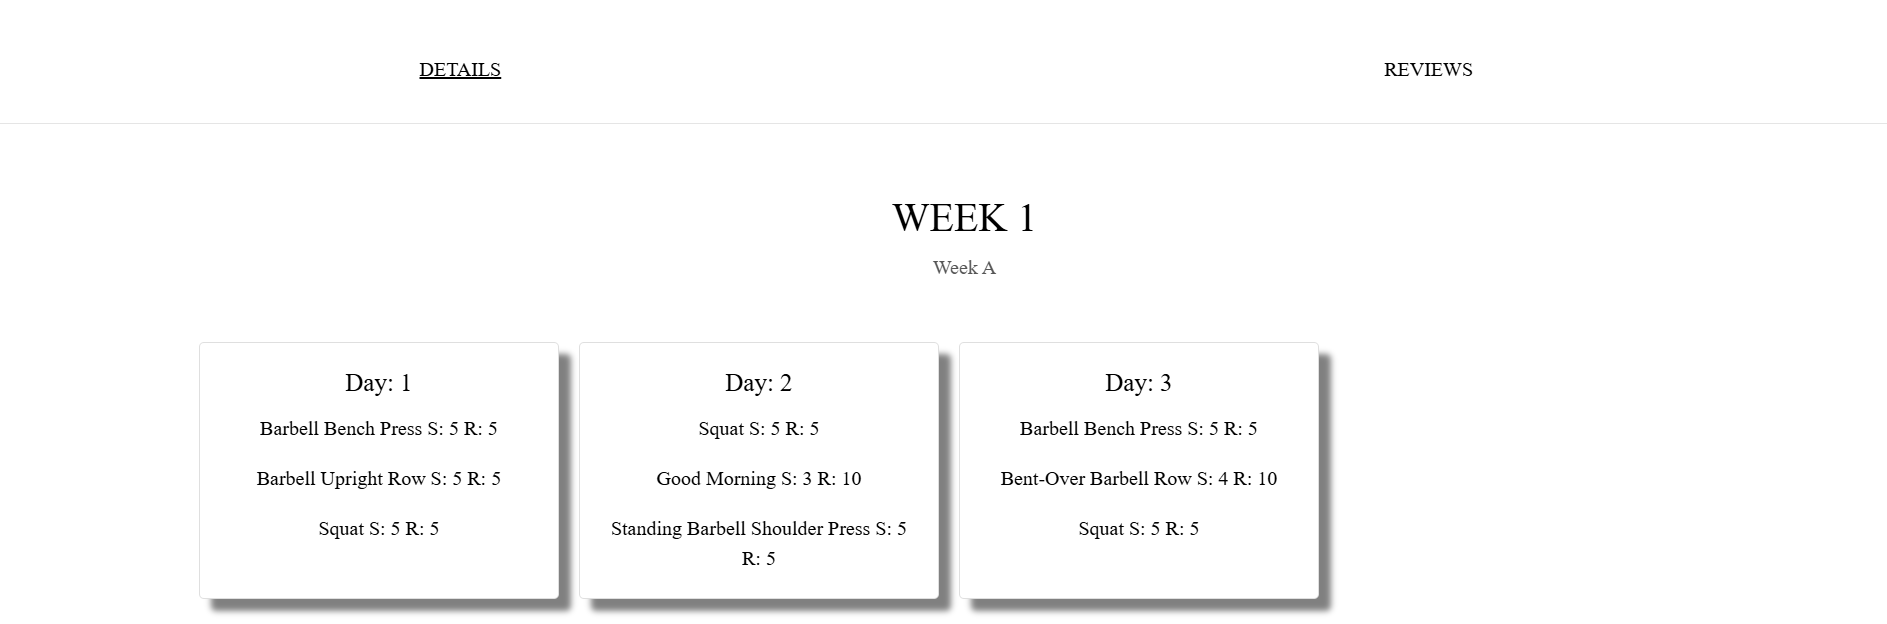 DETAILS
REVIEWS
WEEK 1
Week A
Day: 1
Barbell Bench Press S: 5 R: 5
Barbell Upright Row S: 5 R: 5
Squat S: 5 R: 5
Day: 2
Squat S: 5 R: 5
Good Morning S: 3 R: 10
Standing Barbell Shoulder Press S: 5
R: 5
Day: 3
Barbell Bench Press S: 5 R: 5
Bent-Over Barbell Row S: 4 R: 10
Squat S: 5 R: 5